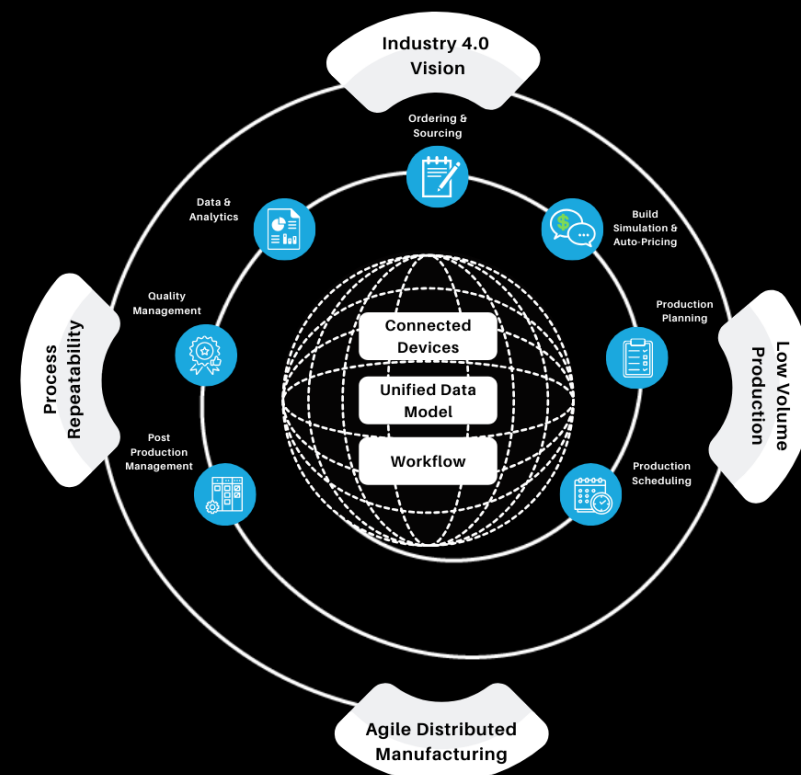 Industry 4.0
Vision
Ordering &
Sourcing
Data &
Analytics
Build
Simulation &
Auto-Pricing
Quality
Management
Production
Planning
Connected
Devices
Unified Data
Model
Workflow
Process
Repeatability
Low Volume
Production
Post
Production
Management
Production
Scheduling
Agile Distributed
Manufacturing